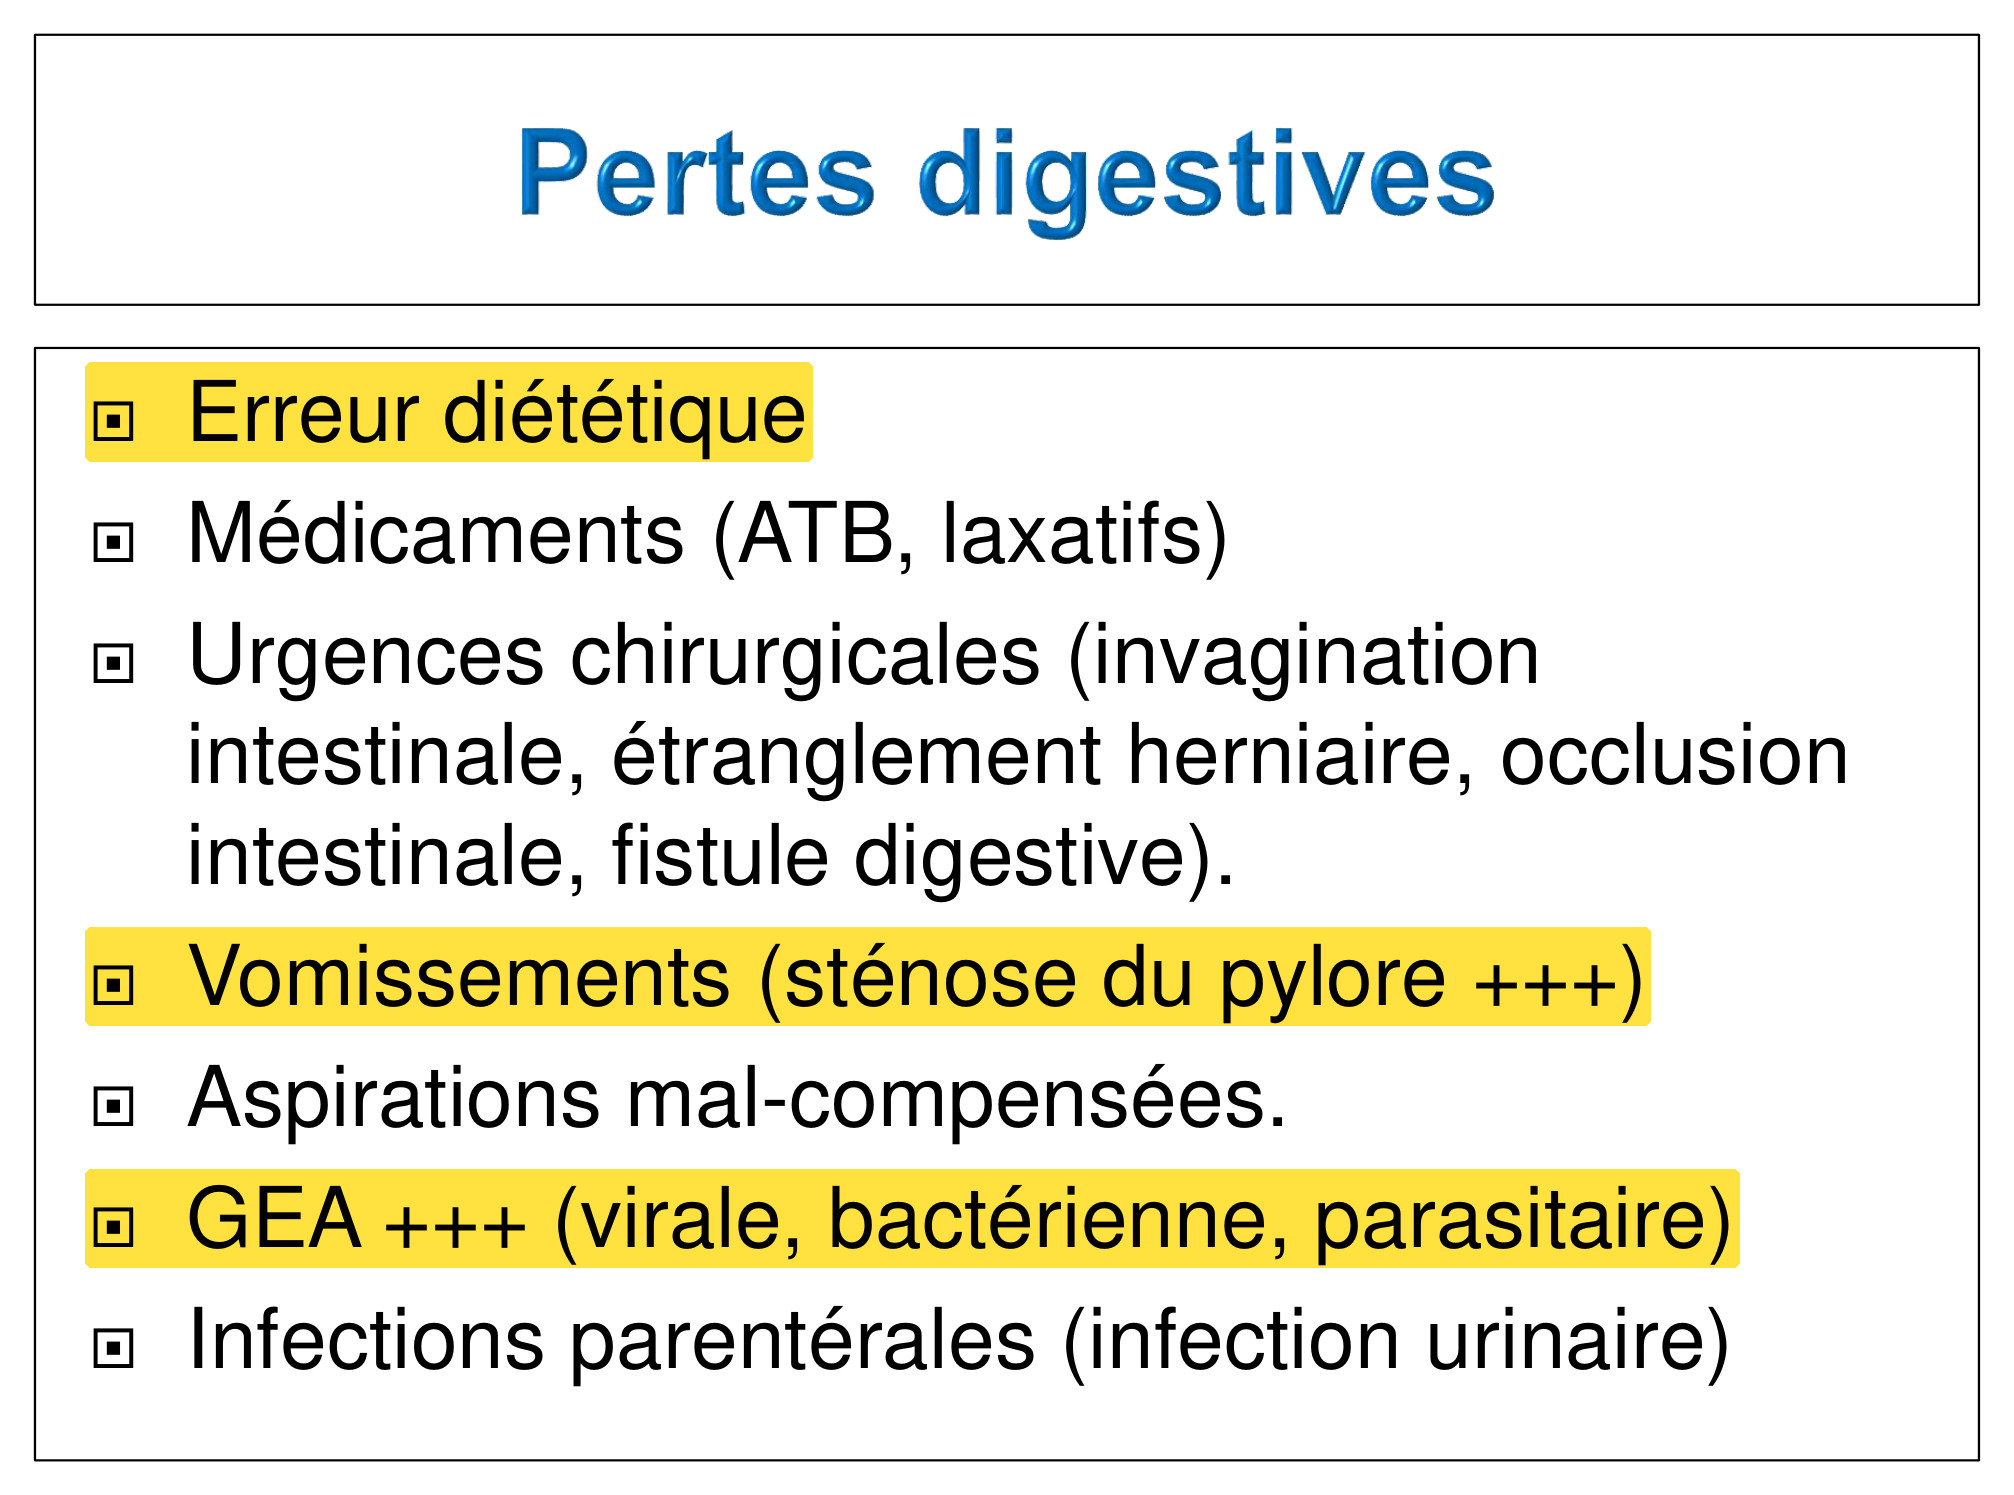 Pertes digestives
Erreur diététique
Médicaments (ATB, laxatifs)
Urgences chirurgicales (invagination
intestinale, étranglement herniaire, occlusion
intestinale, fistule digestive).
Vomissements (sténose du pylore +++)
Aspirations mal-compensées.
GEA +++ (virale, bactérienne, parasitaire)
Infections parentérales (infection urinaire)